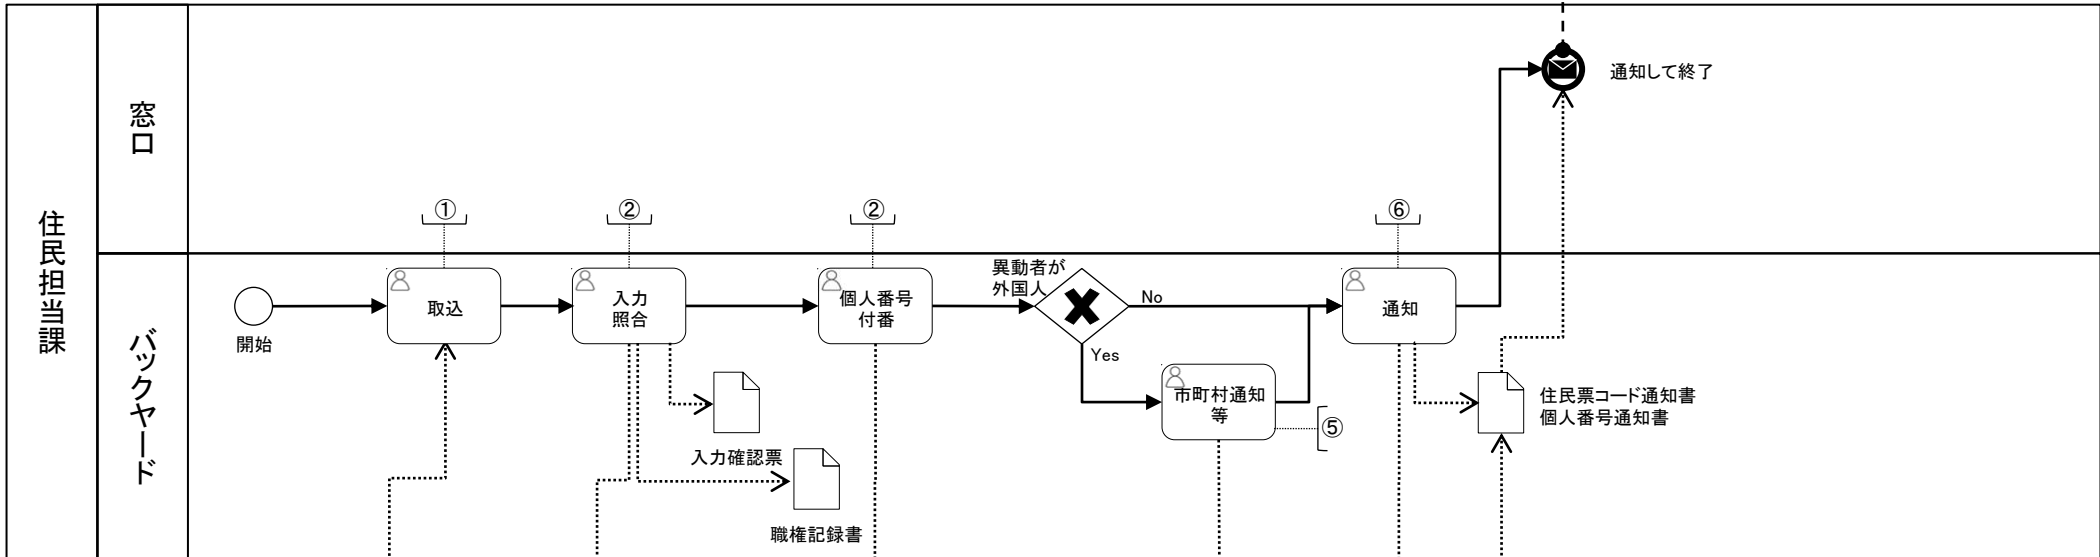 住民担当課
窓口
通知して終了
①
②
②
⑥
バックヤード
開始
取込
入力
照合
個人番号
付番
異動者が
外国人
No
Yes
市町村通知
等
⑤
通知
住民票コード通知書
個人番号通知書
入力確認票
職権記録書